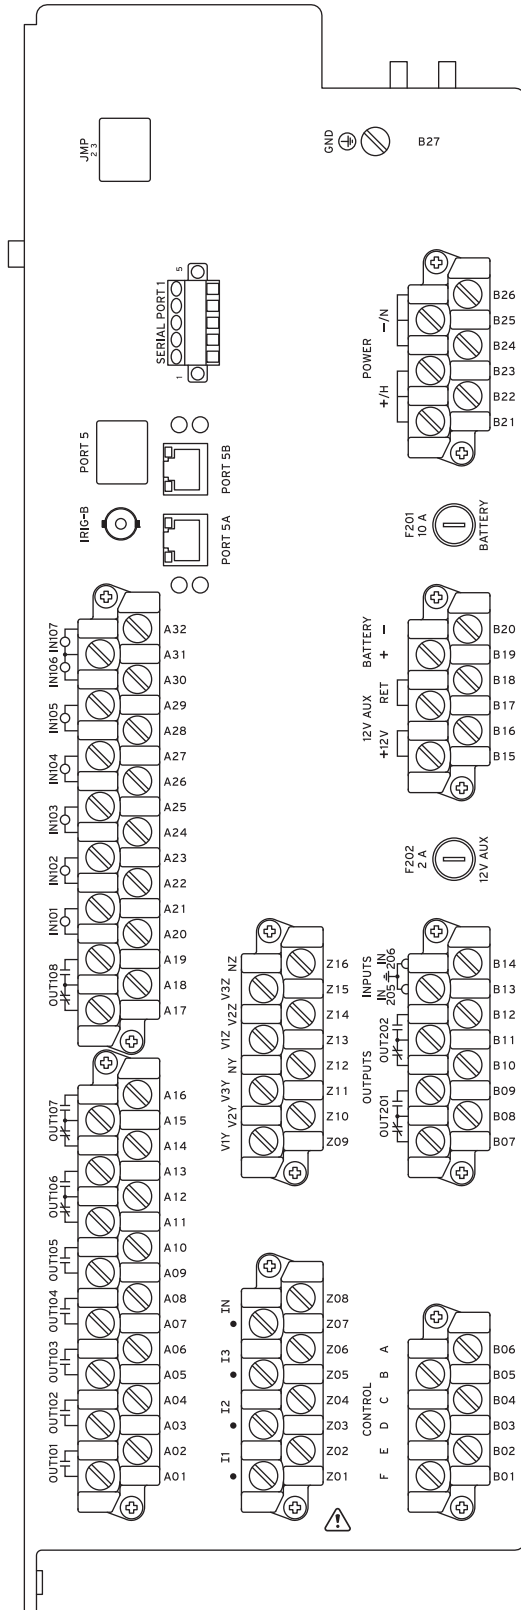 JMP
2 3
GND
B27
SERIAL PORT 1
5
1
POWER
–/N
+/H
B26
B25
B24
B23
B22
B21
PORT 5
PORT 5B
IRIG-B
PORT 5A
F201
10 A
BATTERY
IN106 IN107
IN105
IN104
IN103
IN102
IN101
OUT108
A32
A31
A30
A29
A28
A27
A26
A25
A24
A23
A22
A21
A20
A19
A18
A17
BATTERY
+ –
12V AUX
RET
+12V
B20
B19
B18
B17
B16
B15
F202
2 A
12V AUX
V1Y V2Y V3Y NY V1Z V2Z V3Z NZ
Z16
Z15
Z14
Z13
Z12
Z11
Z10
Z09
INPUTS
IN IN
205 206
OUTPUTS
OUT202
OUT201
B14
B13
B12
B11
B10
B09
B08
B07
OUT107
OUT106
OUT105
OUT104
OUT103
OUT102
OUT101
A16
A15
A14
A13
A12
A11
A10
A09
A08
A07
A06
A05
A04
A03
A02
A01
IN
I3
I2
I1
Z08
Z07
Z06
Z05
Z04
Z03
Z02
Z01
CONTROL
F E D C B A
B06
B05
B04
B03
B02
B01
!